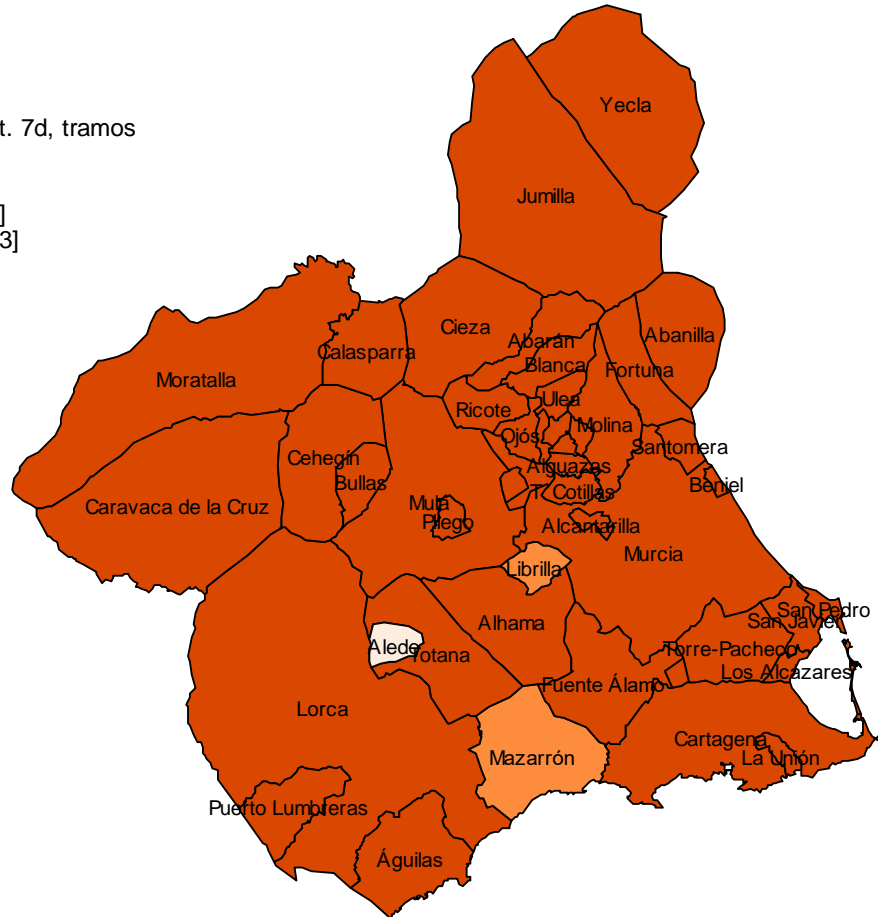 t. 7d, tramos
]
3]
Yecla
Jumilla
Cieza
Abarán
Abanilla
Calasparra
Blanca
Fortuna
Moratalla
Ulea
Ricote
Molina
Ojós
Santomera
Cehegín
Alguazas
Bullas
Beniel
T. Cotillas
Caravaca de la Cruz
Mula
Pliego
Alcantarilla
Murcia
Librilla
San Pedro
San Javier
Alhama
Alede
Totana
Torre-Pacheco
Los Alcázares
Fuente Álamo
Lorca
Cartagena
Mazarrón
La Unión
Puerto Lumbreras
Águilas